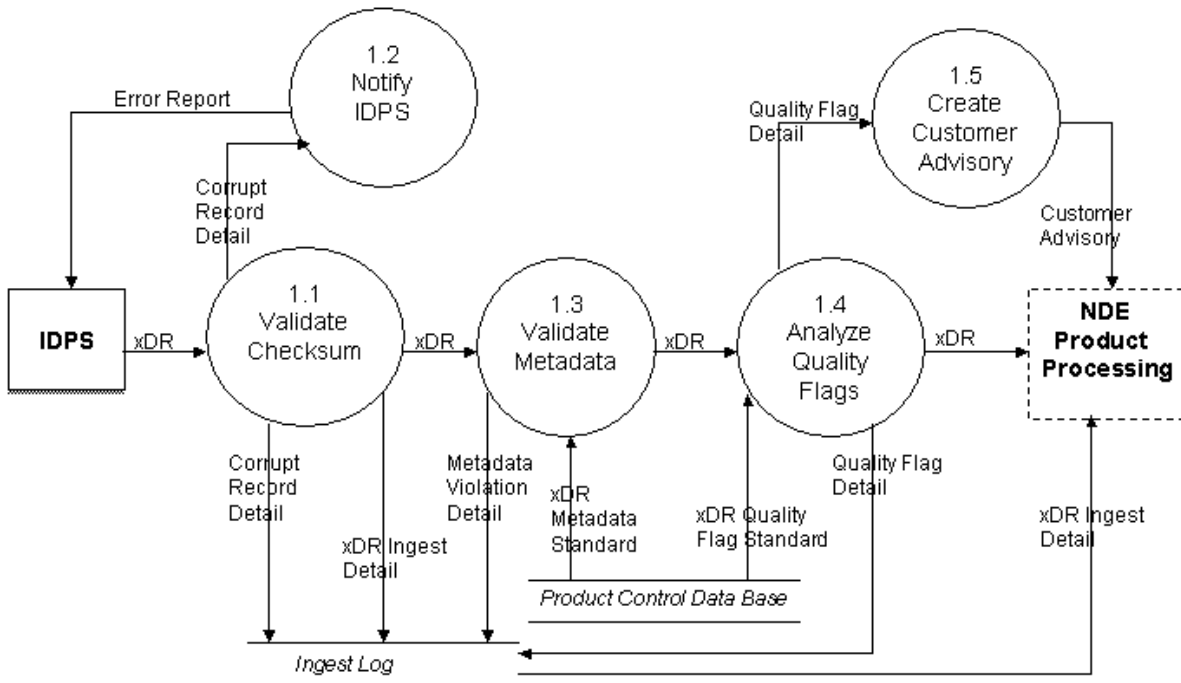 1.2
Notify
IDPS
1.5
Create
Customer
Advisory
Error Report
Quality Flag
Detail
Corrupt
Record
Detail
Customer
Advisory
IDPS
xDR
1.1
Validate
Checksum
xDR
1.3
Validate
Metadata
xDR
1.4
Analyze
Quality
Flags
xDR
NDE
Product
Processing
Corrupt
Record
Detail
xDR Ingest
Detail
Metadata
Violation
Detail
xDR
Metadata
Standard
xDR Quality
Flag Standard
Quality Flag
Detail
xDR Ingest
Detail
Product Control Data Base
Ingest Log